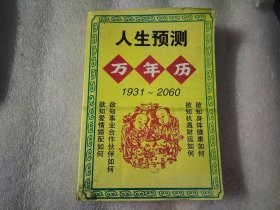 人生预测
万年历
1931～2060
欲知身体健康如何
欲知机遇财运如何
欲知事业合作伙伴如何
欲知爱情婚配如何